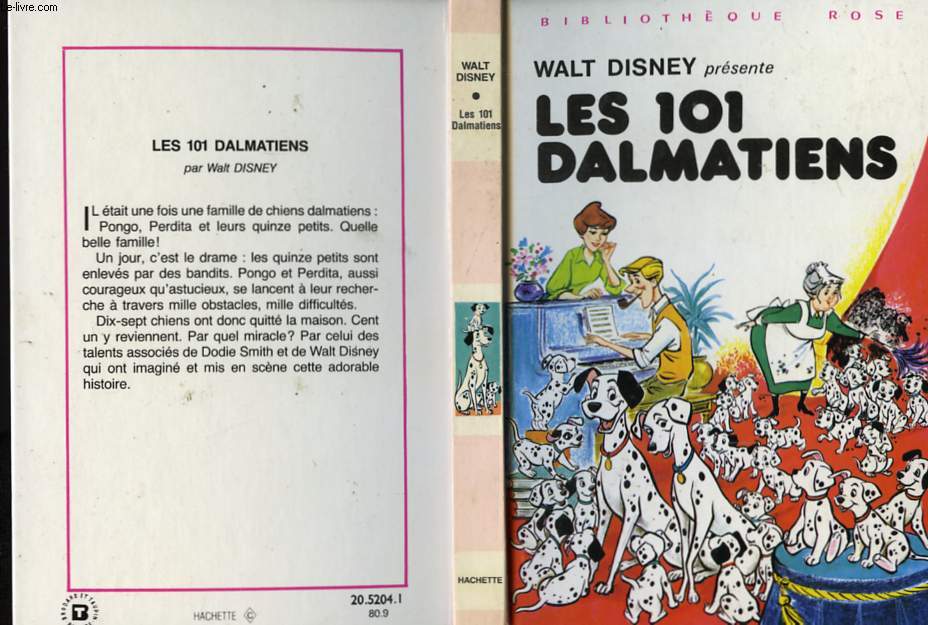 e-livre.com
LES 101 DALMATIENS
par Walt DISNEY
IL était une fois une famille de chiens dalmatiens :
Pongo, Perdita et leurs quinze petits. Quelle
belle famille!
Un jour, c'est le drame : les quinze petits sont
enlevés par des bandits. Pongo et Perdita, aussi
courageux qu'astucieux, se lancent à leur recher-
che à travers mille obstacles, mille difficultés.
Dix-sept chiens ont donc quitté la maison. Cent
un y reviennent. Par quel miracle? Par celui des
talents associés de Dodie Smith et de Walt Disney
qui ont imaginé et mis en scène cette adorable
histoire.
BRODARD ET TAUPIN
BT
HACHETTE C
20.5204.1
80.9
WALT
DISNEY
Les 101
Dalmatiens
HACHETTE
BIBLIOTHÈQUE ROSE
WALT DISNEY présente
LES 101
DALMATIENS